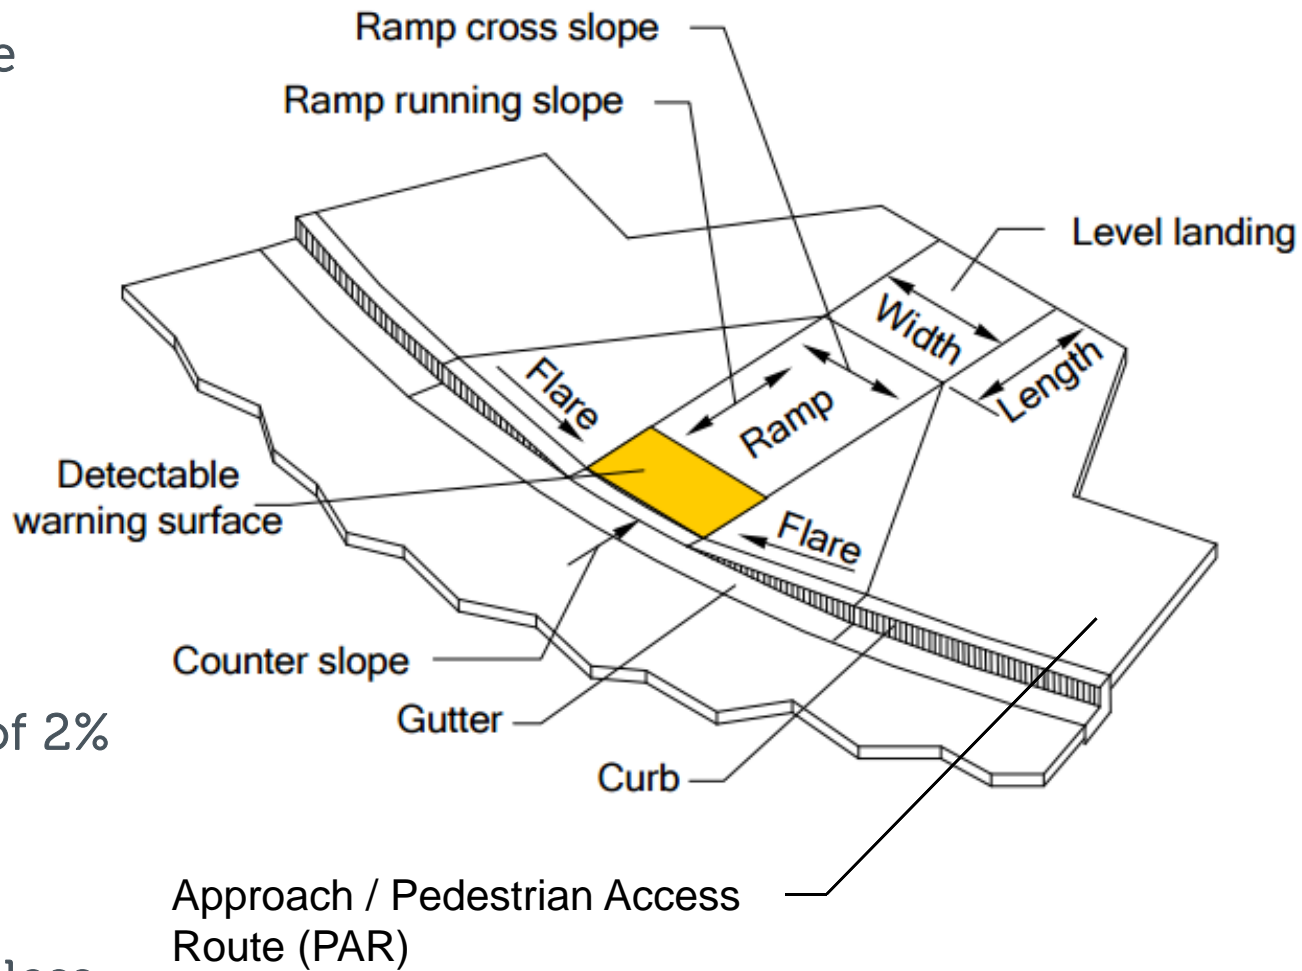 Ramp cross slope
e
Ramp running slope
Level landing
Width
Length
Flare
Ramp
Detectable
warning surface
Flare
Counter slope
Gutter
of 2%
Curb
Approach / Pedestrian Access
Route (PAR)